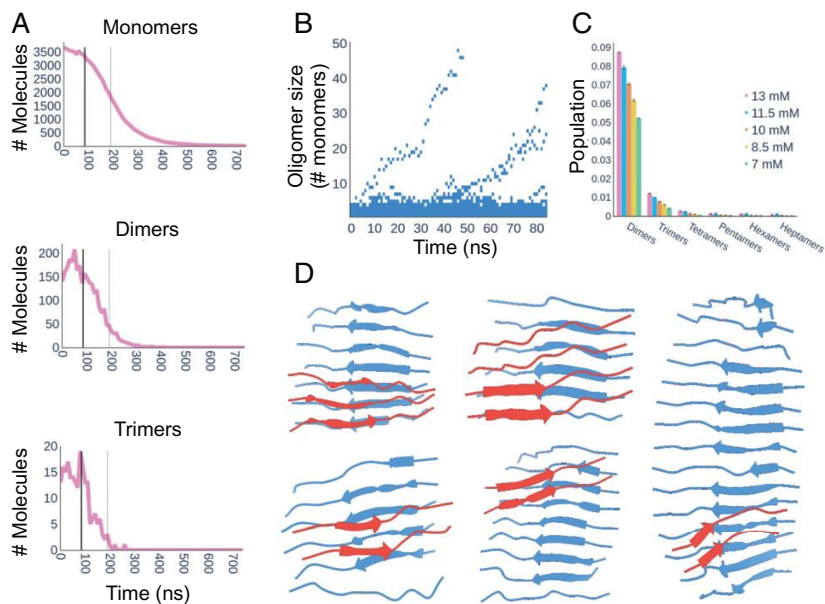 A
Monomers
# Molecules
3500
3000
2500
2000
1500
1000
500
0
0 100 200 300 400 500 600 700
Dimers
# Molecules
200
150
100
50
0
0 100 200 300 400 500 600 700
Trimers
# Molecules
20
15
10
5
0
0 100 200 300 400 500 600 700
Time (ns)
B
Oligomer size
(# monomers)
50
40
30
20
10
0 10 20 30 40 50 60 70 80
Time (ns)
C
Population
0.09
0.08
0.07
0.06
0.05
0.04
0.03
0.02
0.01
0
13 mM
11.5 mM
10 mM
8.5 mM
7 mM
Dimers
Trimers
Tetramers
Pentamers
Hexamers
Heptamers
D